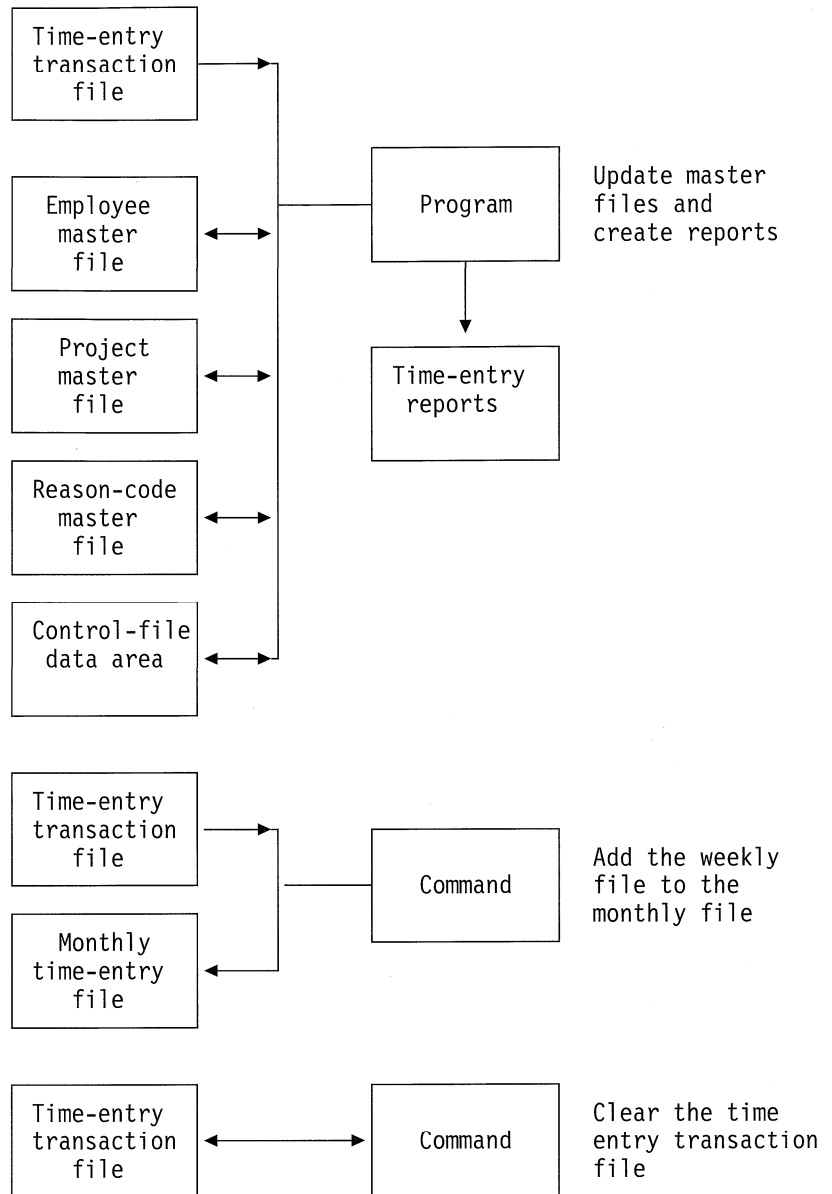 Time-entry
transaction
file
Employee
master
file
Project
master
file
Reason-code
master
file
Control-file
data area
Program
Update master
files and
create reports
Time-entry
reports
Time-entry
transaction
file
Monthly
time-entry
file
Command
Add the weekly
file to the
monthly file
Time-entry
transaction
file
Command
Clear the time
entry transaction
file